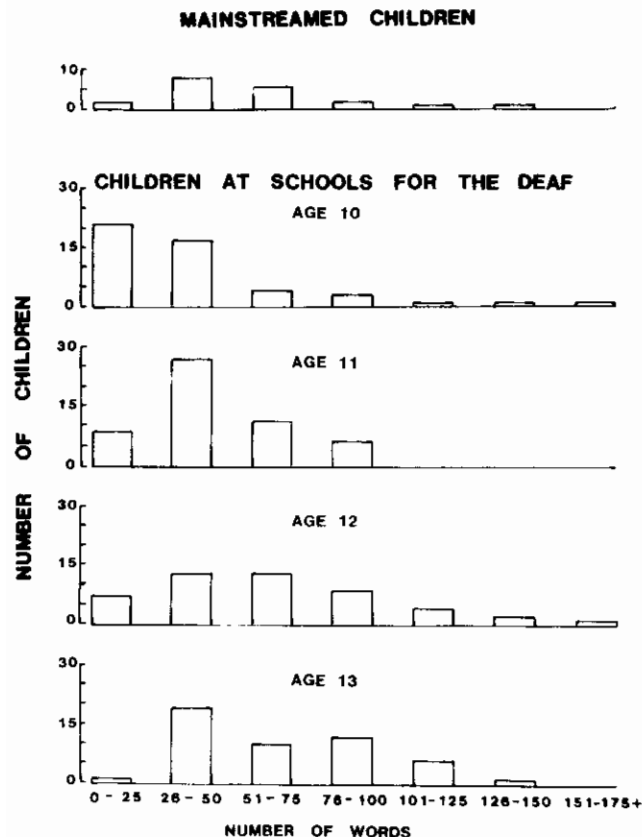 MAINSTREAMED CHILDREN
10
0
CHILDREN AT SCHOOLS FOR THE DEAF
30
AGE 10
15
0
30
AGE 11
15
0
30
AGE 12
15
0
30
AGE 13
15
0
NUMBER OF CHILDREN
0 - 25 26 - 50 51 - 75 76 - 100 101 - 125 126 - 150 151 - 175+
NUMBER OF WORDS